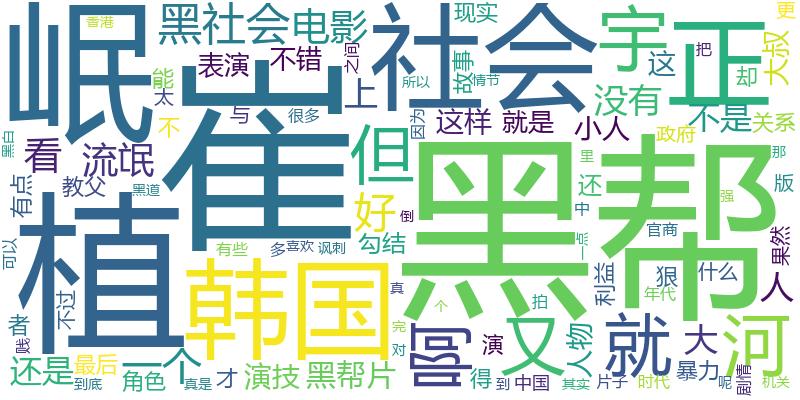 香港
岷
崔
黑社会
电影
社会
宇
正
现实
更
大叔
表演
不错
之间
能
太
上
故事
所以
情节
这
把
却
黑白
不
与
很多
没有
不是
关系
看
流氓
但
因为
这样
就是
小人
政府
有点
教父
黑道
植
好
倒
黑
帮
还
里
那
版
强
可以
有些
多
喜欢
讽刺
勾结
中
一点
官商
果然
韩国
真
个
利益
狠
什么
年代
人
者
不过
啊
又
拍
人物
就
大
河
贱
还是
最后
一个
完
对
演
到底
角色
真是
才
演技
黑帮片
得
到
中国
其实
片子
时代
暴力
呢
剧情
机关